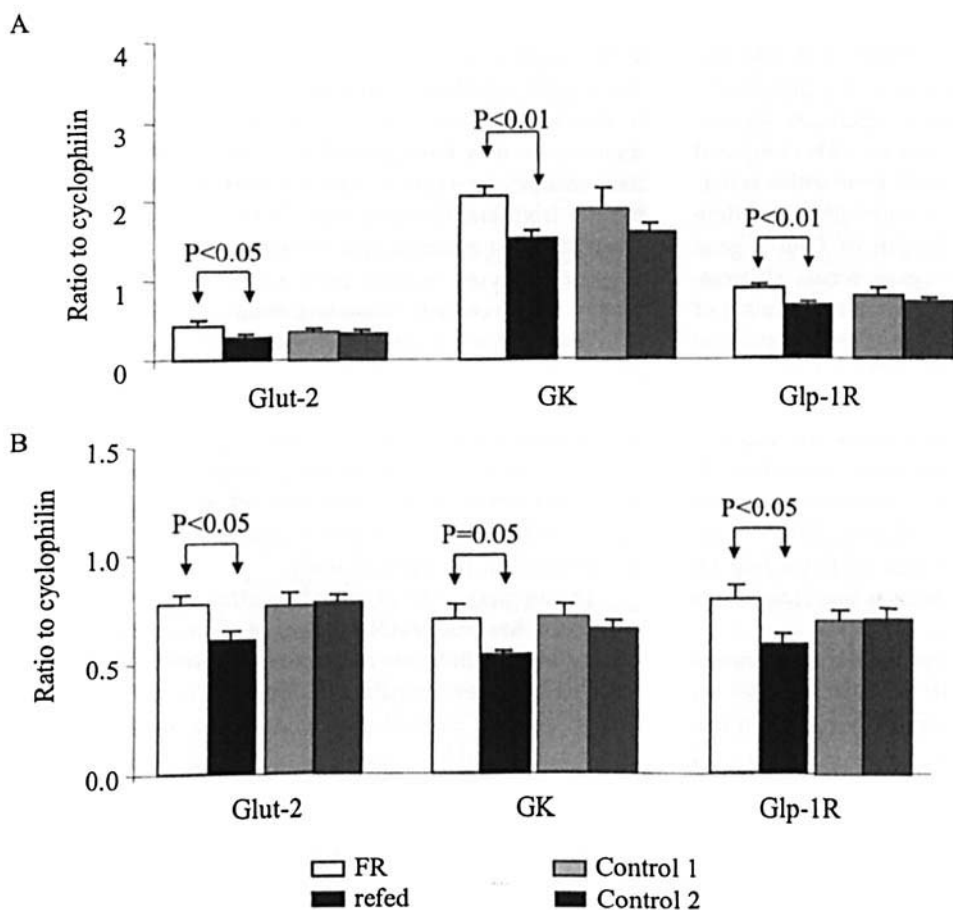 A
Ratio to cyclophilin
4
3
2
1
0
P<0.05
P<0.01
P<0.01
Glut-2
GK
Glp-1R
B
Ratio to cyclophilin
1.5
1.0
0.5
0.0
P<0.05
P=0.05
P<0.05
Glut-2
GK
Glp-1R
FR
Control 1
refed
Control 2